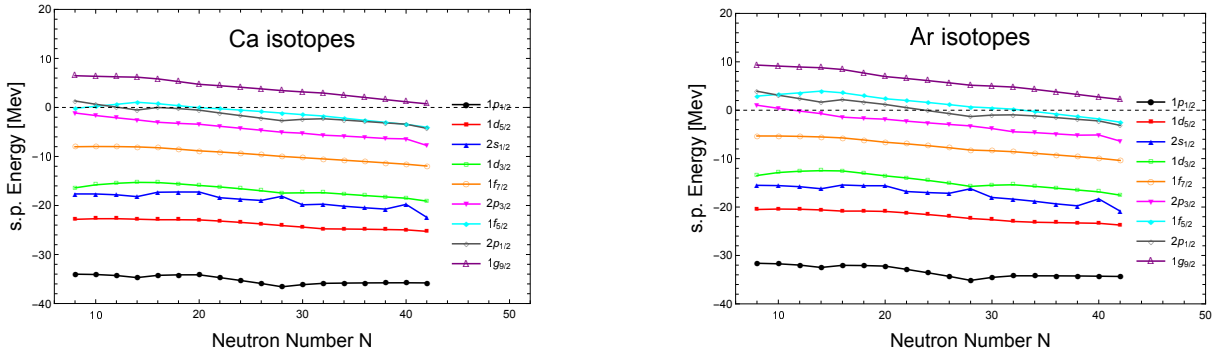 Ca isotopes
s.p. Energy [Mev]
20
10
0
−10
−20
−30
−40
10
20
30
40
50
Neutron Number N
1p1/2
1d5/2
2s1/2
1d3/2
1f7/2
2p3/2
1f5/2
2p1/2
1g9/2
Ar isotopes
s.p. Energy [Mev]
20
10
0
−10
−20
−30
−40
10
20
30
40
50
Neutron Number N
1p1/2
1d5/2
2s1/2
1d3/2
1f7/2
2p3/2
1f5/2
2p1/2
1g9/2